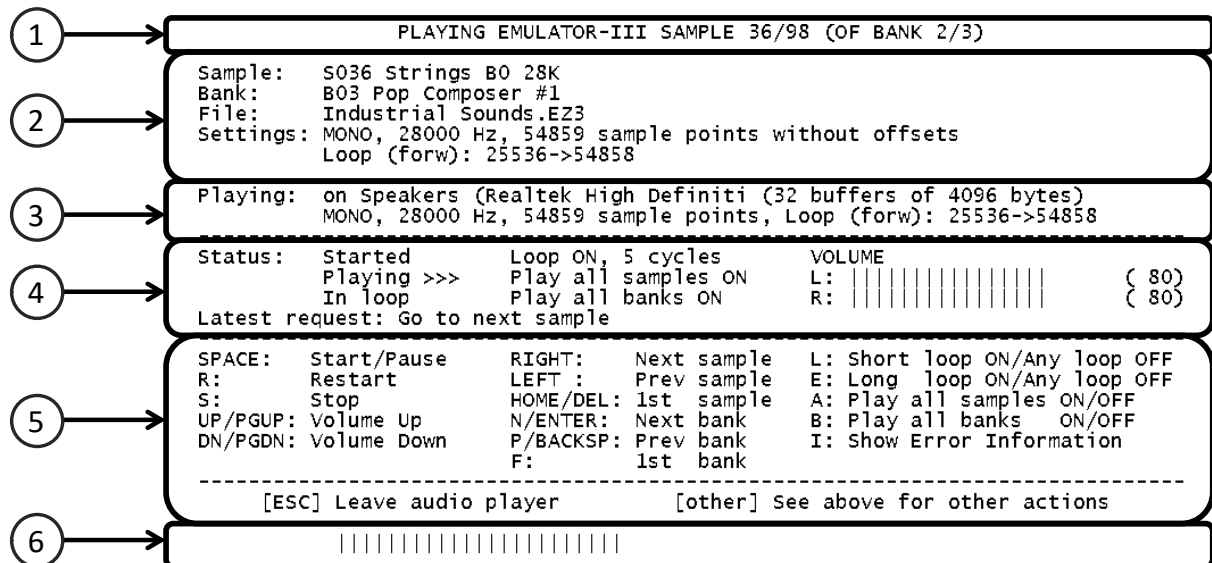 1 PLAYING EMULATOR-III SAMPLE 36/98 (OF BANK 2/3)
2
Sample: S036 Strings B0 28K
Bank: B03 Pop Composer #1
File: Industrial Sounds.EZ3
Settings: MONO, 28000 Hz, 54859 sample points without offsets
Loop (forw): 25536->54858
3
Playing: on Speakers (Realtek High Definiti (32 buffers of 4096 bytes)
MONO, 28000 Hz, 54859 sample points, Loop (forw): 25536->54858
4
Status: Started Loop ON, 5 cycles VOLUME
Playing >>> Play all samples ON L: |||||||||||||||| ( 80)
In loop Play all banks ON R: |||||||||||||||| ( 80)
Latest request: Go to next sample
5
SPACE: Start/Pause RIGHT: Next sample L: Short loop ON/Any loop OFF
R: Restart LEFT : Prev sample E: Long loop ON/Any loop OFF
S: Stop HOME/DEL: 1st sample A: Play all samples ON/OFF
UP/PGUP: Volume Up N/ENTER: Next bank B: Play all banks ON/OFF
DN/PGDN: Volume Down P/BACKSP: Prev bank I: Show Error Information
F: 1st bank
[ESC] Leave audio player [other] See above for other actions
6 |||||||||||||||||||||||